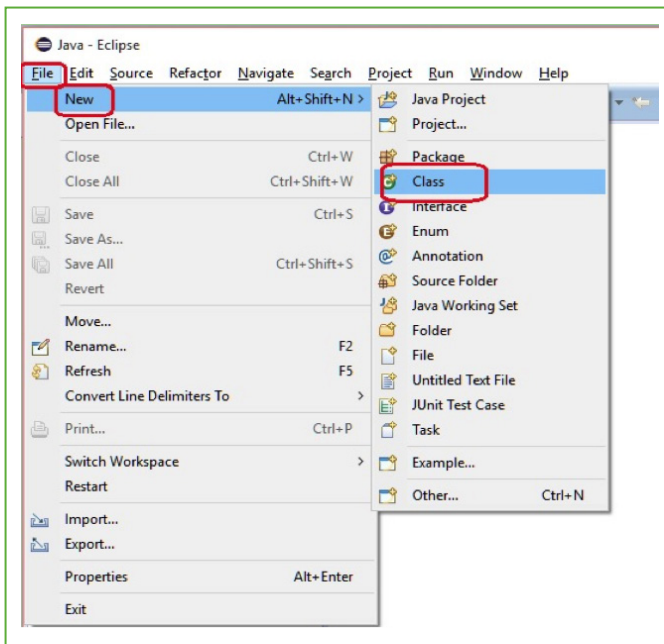 Java - Eclipse
File Edit Source Refactor Navigate Search Project Run Window Help
New Alt+Shift+N >
Open File...
Close Ctrl+W
Close All Ctrl+Shift+W
Save Ctrl+S
Save As...
Save All Ctrl+Shift+S
Revert
Move...
Rename... F2
Refresh F5
Convert Line Delimiters To >
Print... Ctrl+P
Switch Workspace >
Restart
Import...
Export...
Properties Alt+Enter
Exit
Java Project
Project...
Package
Class
Interface
Enum
Annotation
Source Folder
Java Working Set
Folder
File
Untitled Text File
JUnit Test Case
Task
Example...
Other... Ctrl+N